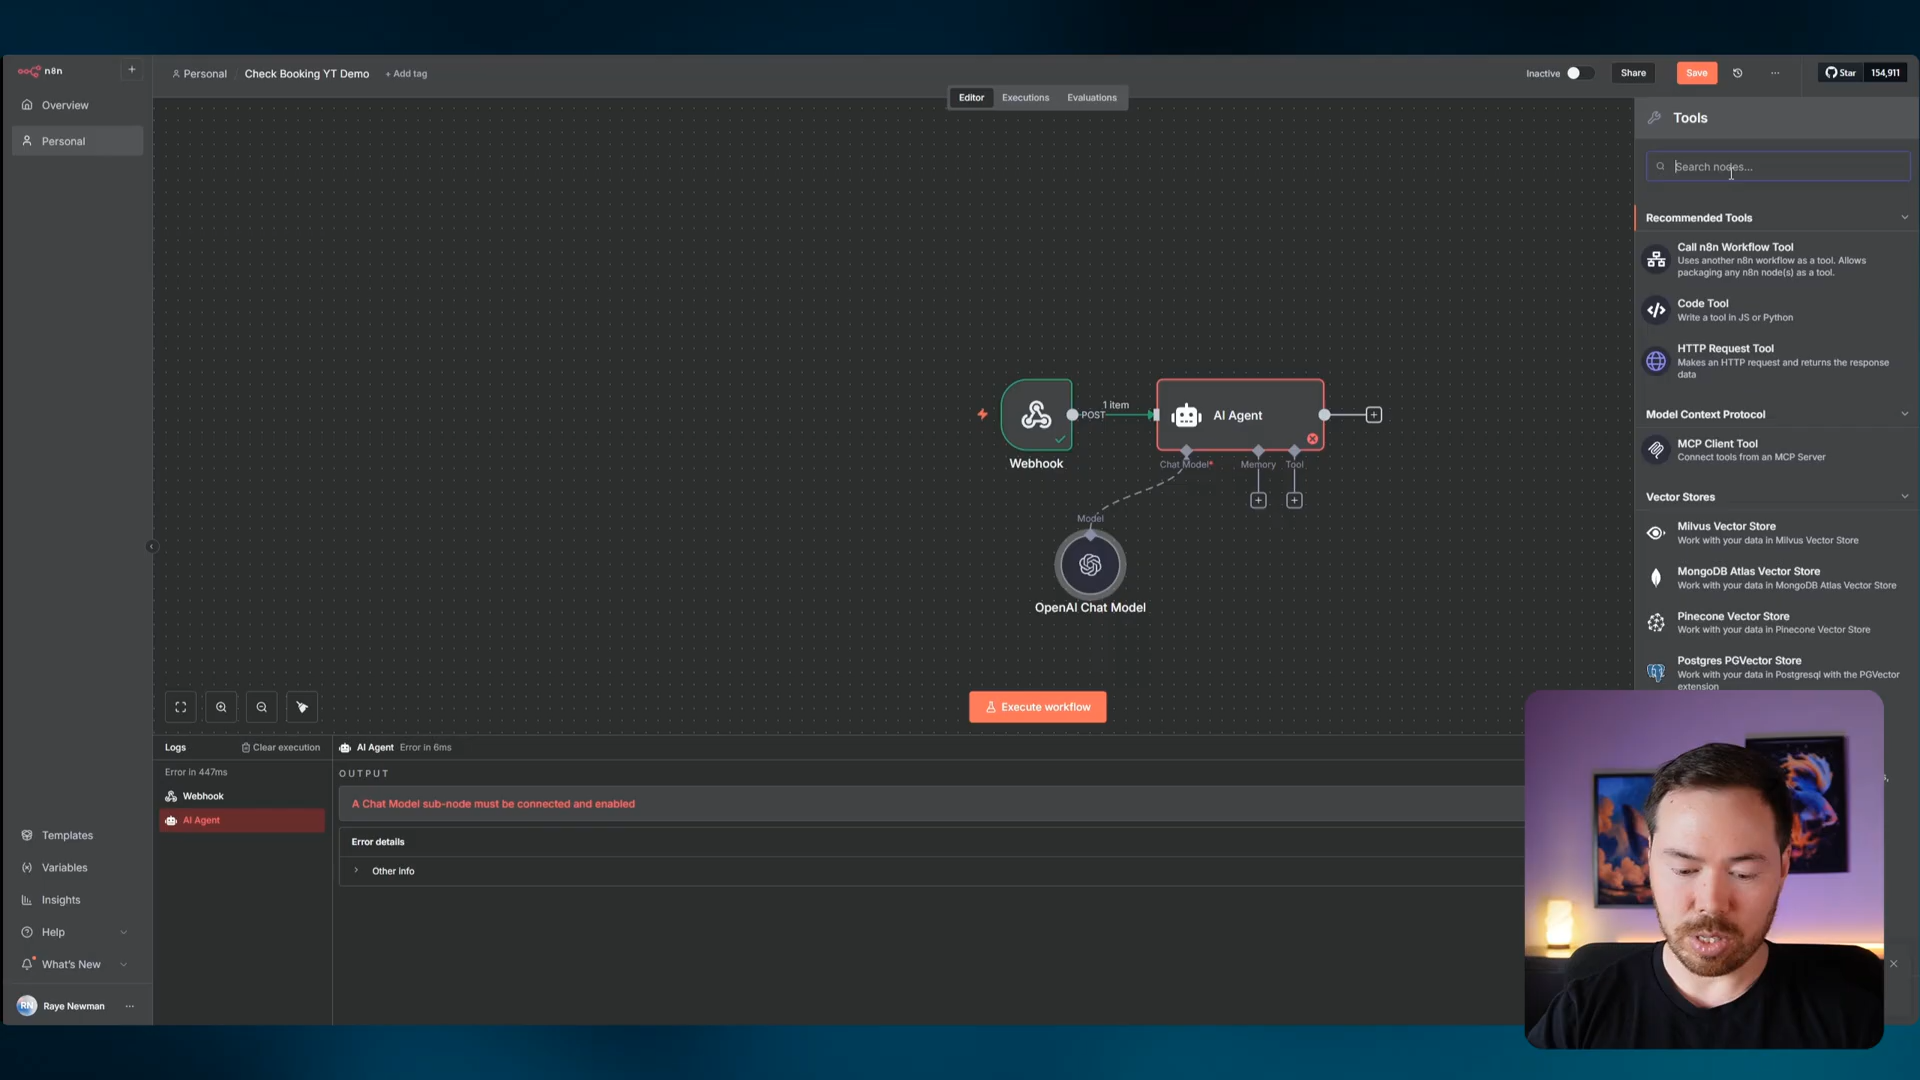 n8n
Personal
Check Booking YT Demo
+ Add tag
Inactive
Share
Save
Star
154,911
Overview
Personal
Editor
Executions
Evaluations
Tools
Search nodes...
Recommended Tools
Call n8n Workflow Tool
Uses another n8n workflow as a tool. Allows
packaging any n8n node(s) as a tool.
Code Tool
Write a tool in JS or Python
HTTP Request Tool
Makes an HTTP request and returns the response
data
Model Context Protocol
MCP Client Tool
Connect tools from an MCP Server
Vector Stores
Milvus Vector Store
Work with your data in Milvus Vector Store
MongoDB Atlas Vector Store
Work with your data in MongoDB Atlas Vector Store
Pinecone Vector Store
Work with your data in Pinecone Vector Store
Postgres PGVector Store
Work with your data in Postgresql with the PGVector
extension
1 item
POST
AI Agent
Webhook
Chat Model*
Memory
Tool
Model
OpenAI Chat Model
Execute workflow
Logs
Clear execution
AI Agent Error in 6ms
Error in 447ms
Webhook
AI Agent
OUTPUT
A Chat Model sub-node must be connected and enabled
Error details
Other info
Templates
Variables
Insights
Help
What's New
RN
Raye Newman